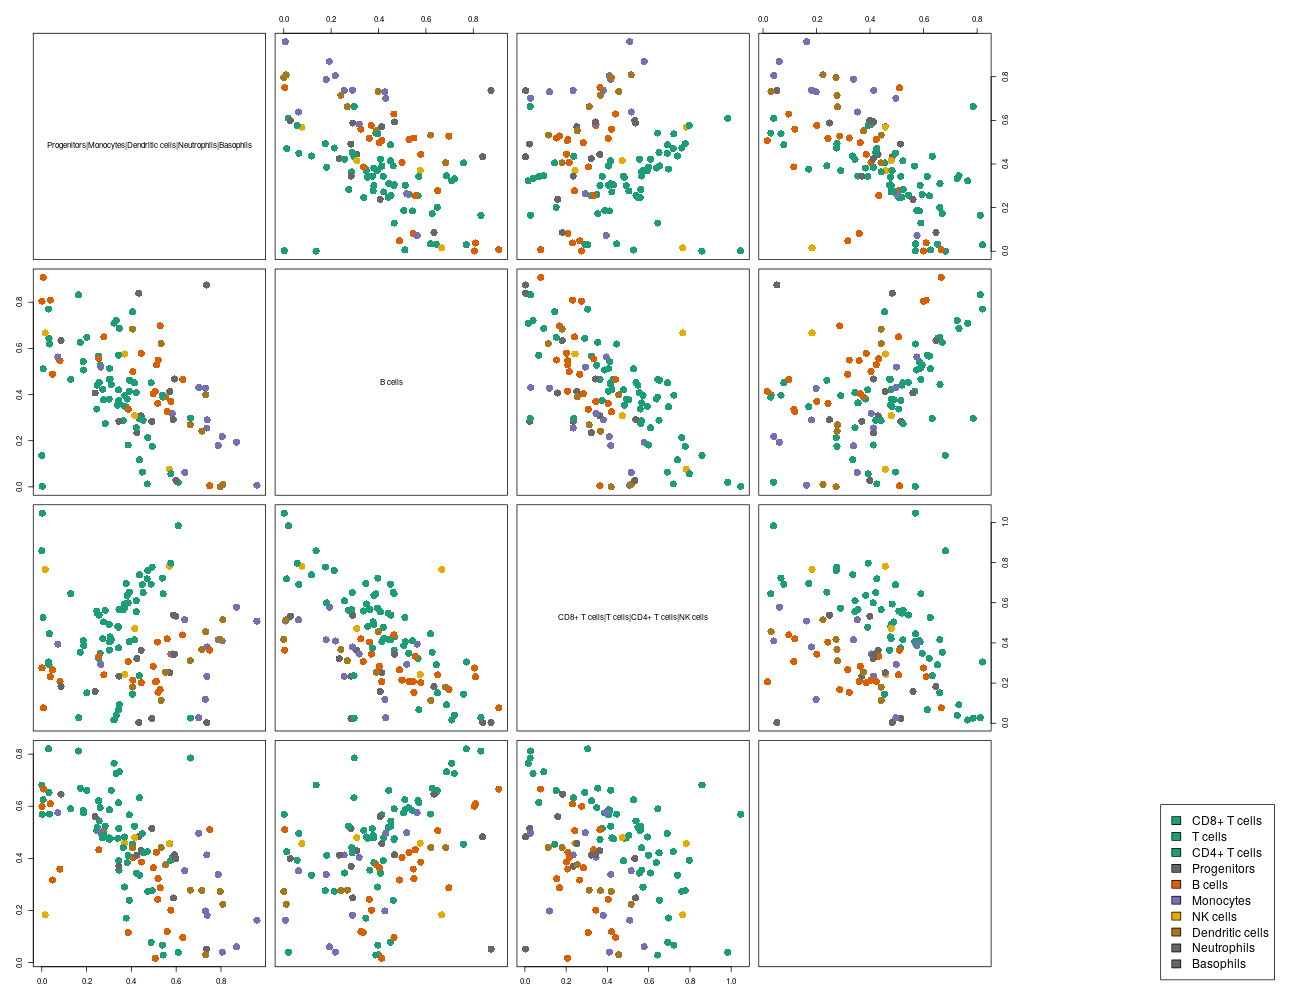 0.0 0.2 0.4 0.6 0.8
0.0 0.2 0.4 0.6 0.8
Progenitors|Monocytes|Dendritic cells|Neutrophils|Basophils
0.0 0.2 0.4 0.6 0.8
0.0 0.2 0.4 0.6 0.8
B cells
CD8+ T cells|T cells|CD4+ T cells|NK cells
0.0 0.2 0.4 0.6 0.8 1.0
0.0 0.2 0.4 0.6 0.8
0.0 0.2 0.4 0.6 0.8
0.0 0.2 0.4 0.6 0.8 1.0
CD8+ T cells
T cells
CD4+ T cells
Progenitors
B cells
Monocytes
NK cells
Dendritic cells
Neutrophils
Basophils